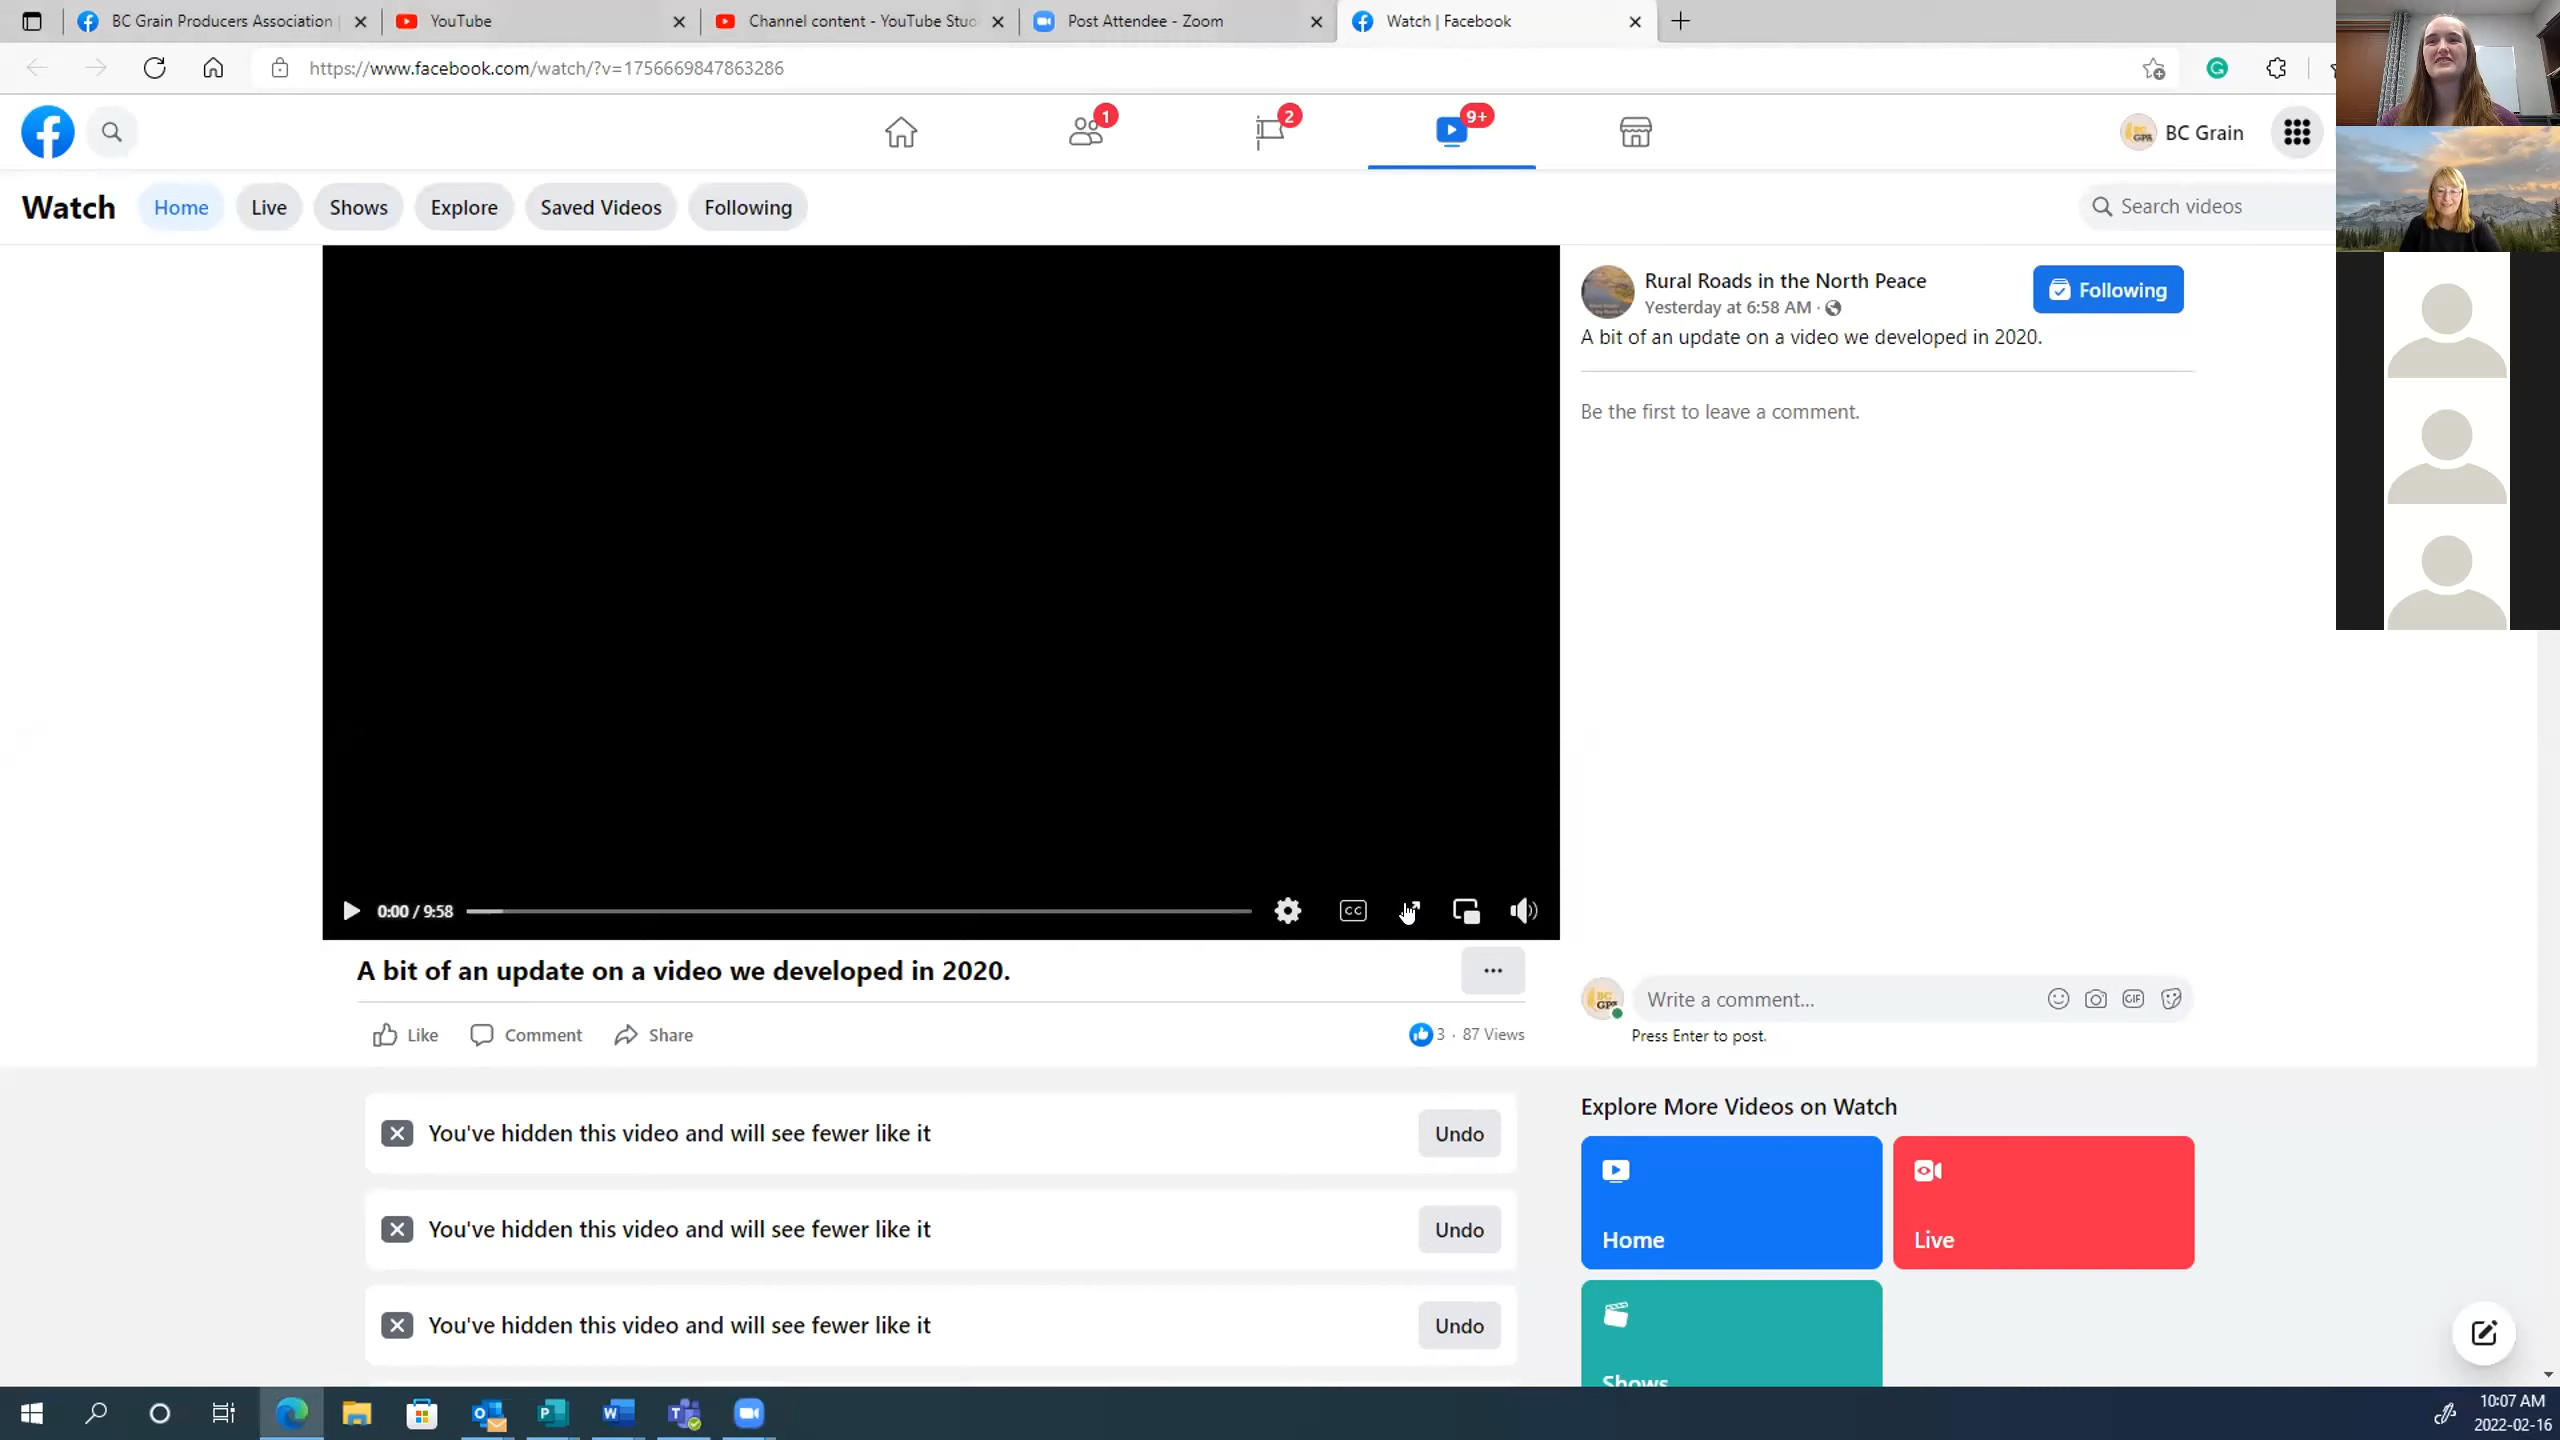 BC Grain Producers Association
YouTube
Channel content - YouTube Stu
Post Attendee - Zoom
Watch | Facebook
https://www.facebook.com/watch/?v=1756669847863286
1
2
9+
BC Grain
Watch
Home
Live
Shows
Explore
Saved Videos
Following
Search videos
Rural Roads in the North Peace
Yesterday at 6:58 AM ·
Following
A bit of an update on a video we developed in 2020.
Be the first to leave a comment.
0:00 / 9:58
CC
A bit of an update on a video we developed in 2020.
Like
Comment
Share
3 · 87 Views
Write a comment...
GIF
Press Enter to post.
You've hidden this video and will see fewer like it
Undo
You've hidden this video and will see fewer like it
Undo
You've hidden this video and will see fewer like it
Undo
Explore More Videos on Watch
Home
Live
Shows
10:07 AM
2022-02-16